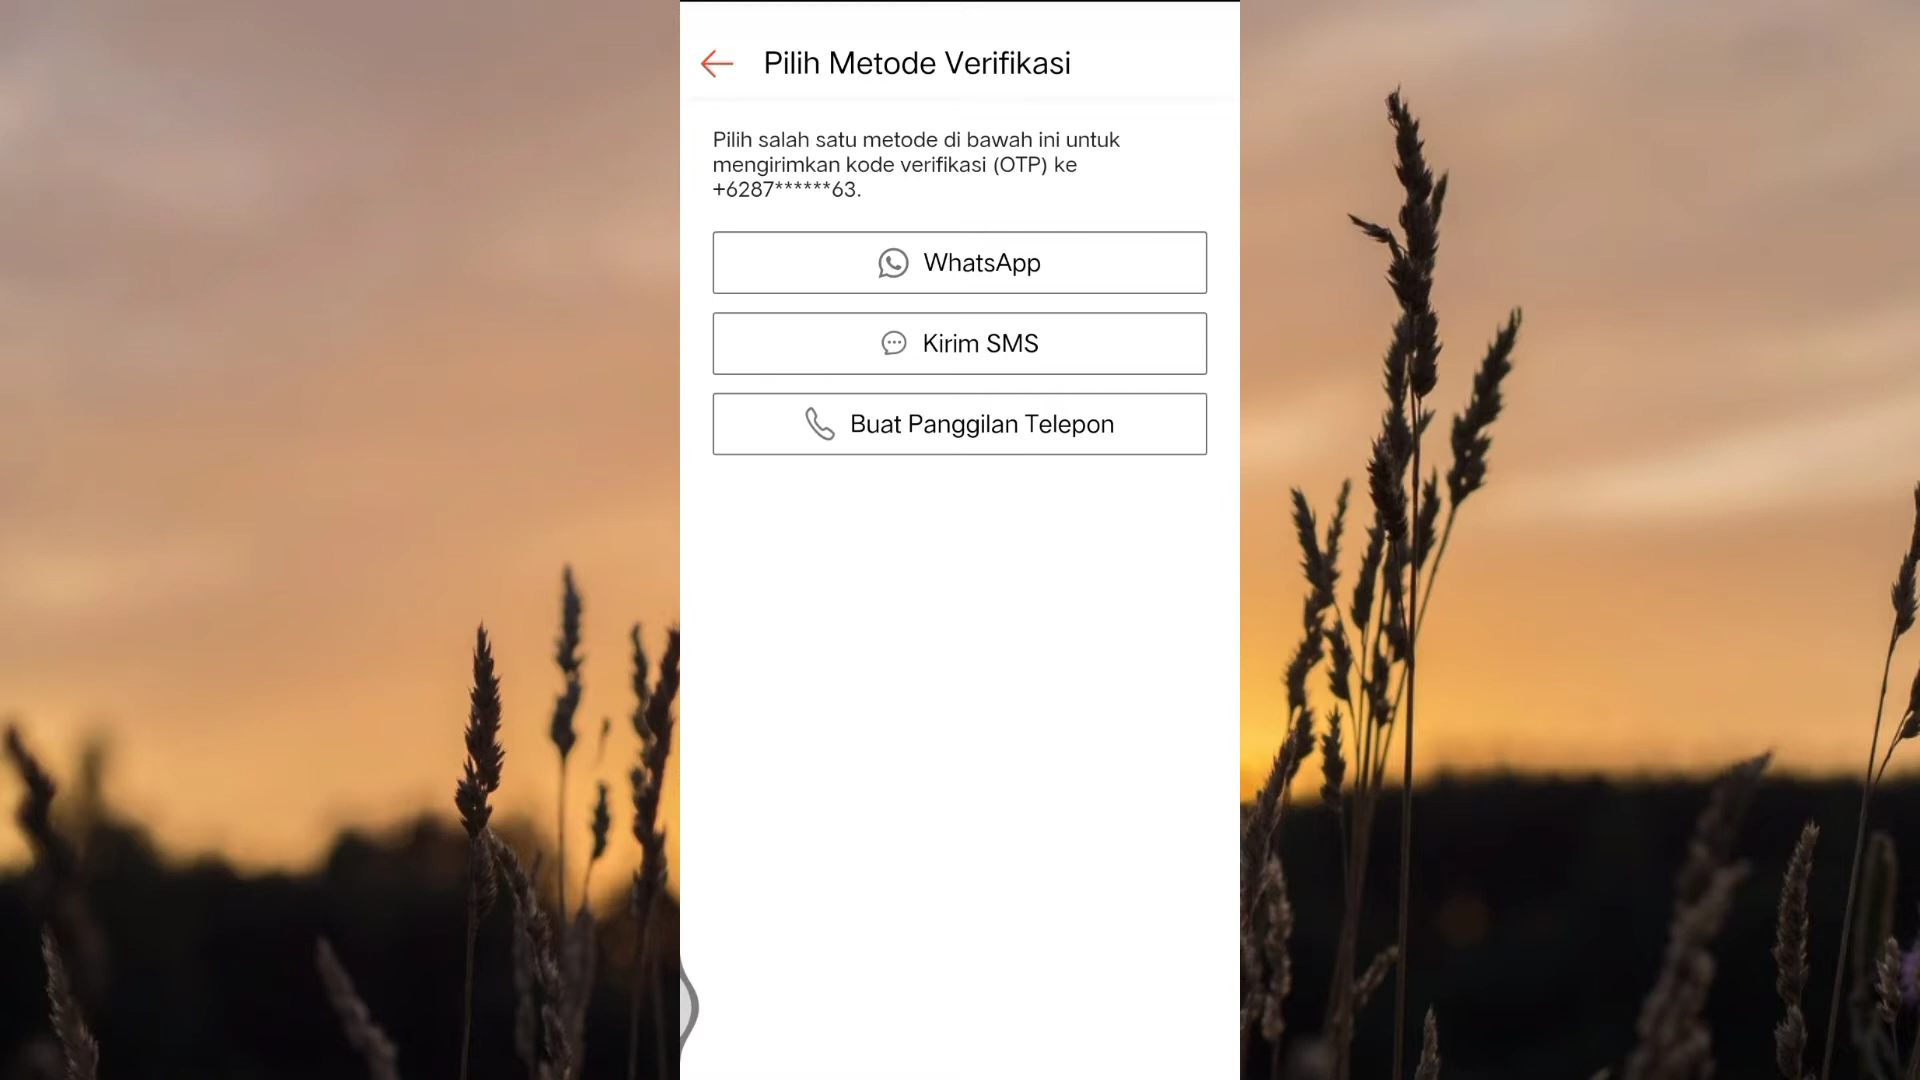 Pilih Metode Verifikasi
Pilih salah satu metode di bawah ini untuk
mengirimkan kode verifikasi (OTP) ke
+6287******63.
WhatsApp
Kirim SMS
Buat Panggilan Telepon